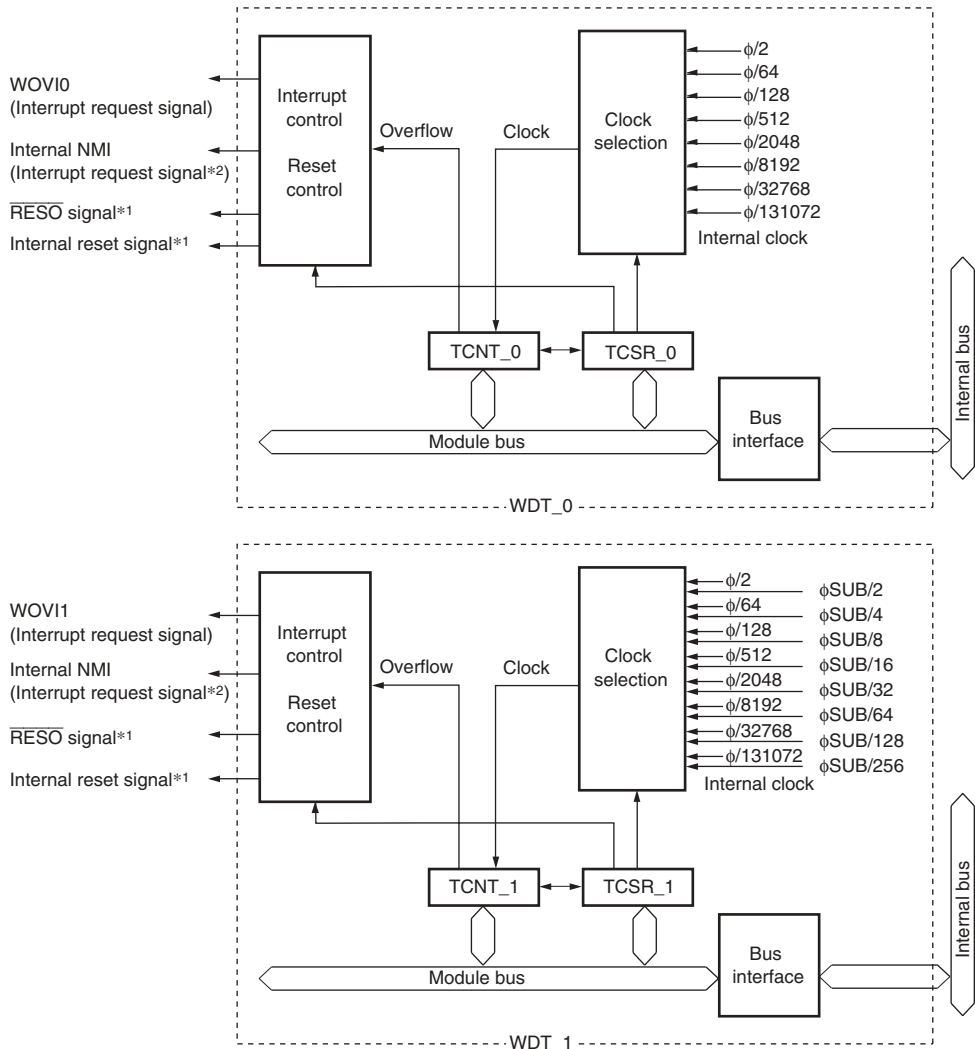 WOVI0
(Interrupt request signal)
Internal NMI
(Interrupt request signal*2)
RESO signal*1
Internal reset signal*1
Interrupt
control
Reset
control
Overflow
Clock
Clock
selection
φ/2
φ/64
φ/128
φ/512
φ/2048
φ/8192
φ/32768
φ/131072
Internal clock
TCNT_0
TCSR_0
Module bus
Bus
interface
Internal bus
WDT_0
WOVI1
(Interrupt request signal)
Internal NMI
(Interrupt request signal*2)
RESO signal*1
Internal reset signal*1
Interrupt
control
Reset
control
Overflow
Clock
Clock
selection
φ/2
φSUB/2
φ/64
φSUB/4
φ/128
φSUB/8
φ/512
φSUB/16
φ/2048
φSUB/32
φ/8192
φSUB/64
φ/32768
φSUB/128
φ/131072
φSUB/256
Internal clock
TCNT_1
TCSR_1
Module bus
Bus
interface
Internal bus
WDT_1